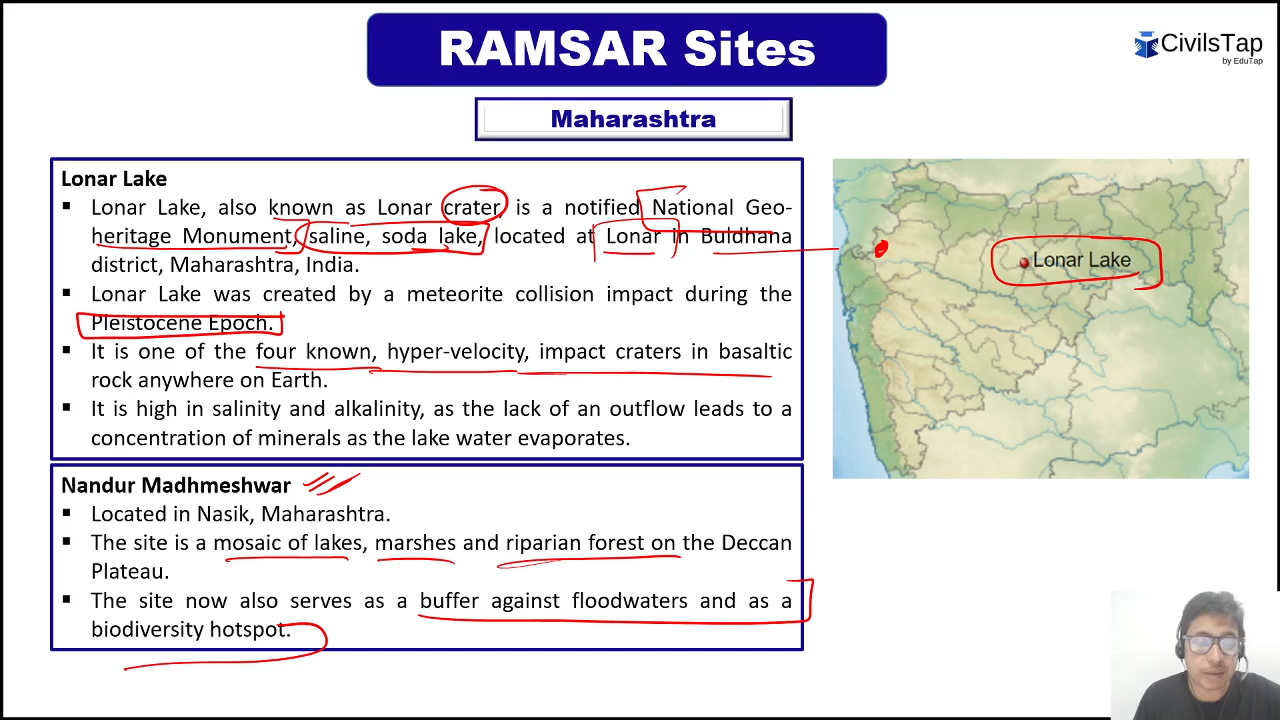 RAMSAR Sites
CivilsTap
by EduTap
Maharashtra
Lonar Lake
▪ Lonar Lake, also known as Lonar crater, is a notified National Geo-
heritage Monument, saline, soda lake, located at Lonar in Buldhana
district, Maharashtra, India.
▪ Lonar Lake was created by a meteorite collision impact during the
Pleistocene Epoch.
▪ It is one of the four known, hyper-velocity, impact craters in basaltic
rock anywhere on Earth.
▪ It is high in salinity and alkalinity, as the lack of an outflow leads to a
concentration of minerals as the lake water evaporates.
Lonar Lake
Nandur Madhmeshwar
▪ Located in Nasik, Maharashtra.
▪ The site is a mosaic of lakes, marshes and riparian forest on the Deccan
Plateau.
▪ The site now also serves as a buffer against floodwaters and as a
biodiversity hotspot.